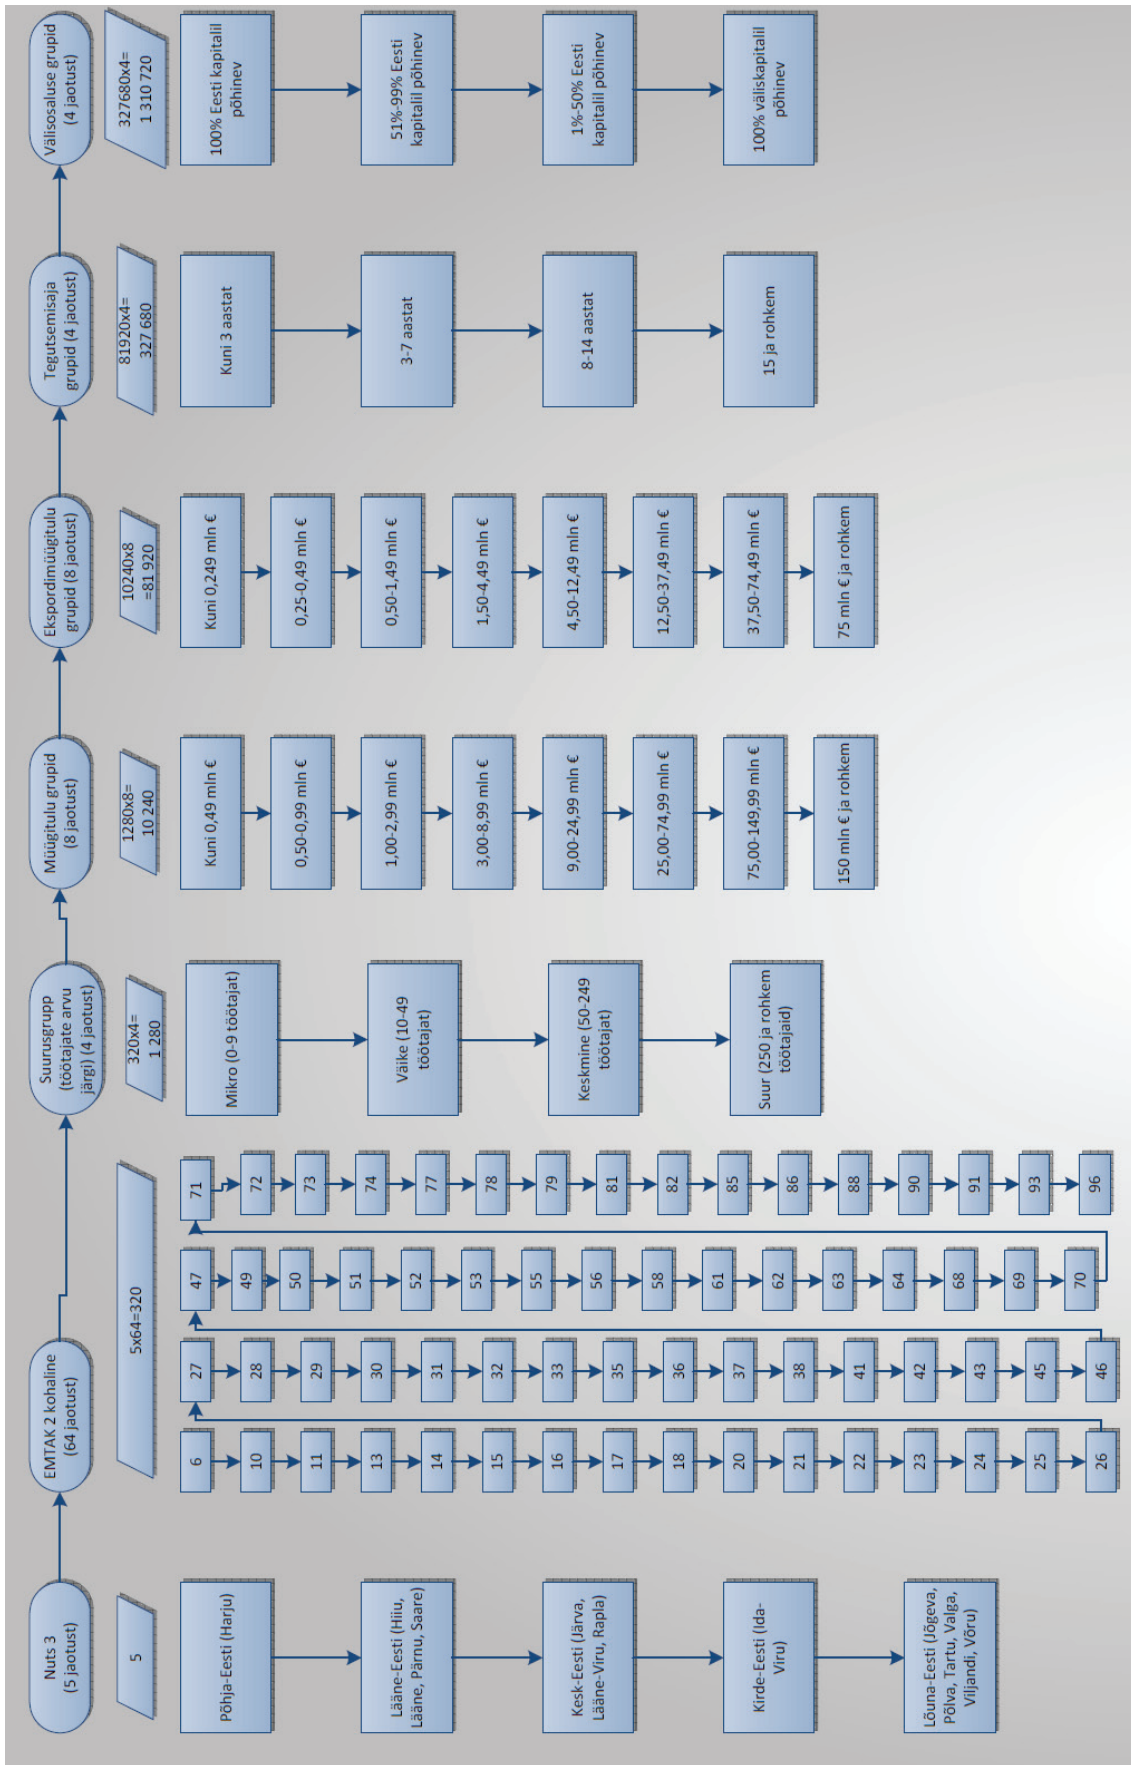 Nuts 3
(5 jaotust)
5
Põhja-Eesti (Harju)
Lääne-Eesti (Hiiu,
Lääne, Pärnu, Saare)
Kesk-Eesti (Järva,
Lääne-Viru, Rapla)
Kirde-Eesti (Ida-
Viru)
Lõuna-Eesti (Jõgeva,
Põlva, Tartu, Valga,
Viljandi, Võru)
EMTAK 2 kohaline
(64 jaotust)
5x64=320
6
10
11
13
14
15
16
17
18
20
21
22
23
24
25
26
27
28
29
30
31
32
33
35
36
37
38
41
42
43
45
46
47
49
50
51
52
53
55
56
58
61
62
63
64
68
69
70
71
72
73
74
77
78
79
81
82
85
86
88
90
91
93
96
Suurusgrupp
(töötajate arvu
järgi) (4 jaotust)
320x4=
1 280
Mikro (0-9 töötajat)
Väike (10-49
töötajat)
Keskmine (50-249
töötajat)
Suur (250 ja rohkem
töötajaid)
Müügitulu grupid
(8 jaotust)
1280x8=
10 240
Kuni 0,49 mln €
0,50-0,99 mln €
1,00-2,99 mln €
3,00-8,99 mln €
9,00-24,99 mln €
25,00-74,99 mln €
75,00-149,99 mln €
150 mln € ja rohkem
Ekspordimüügitulu
grupid (8 jaotust)
10240x8
=81 920
Kuni 0,249 mln €
0,25-0,49 mln €
0,50-1,49 mln €
1,50-4,49 mln €
4,50-12,49 mln €
12,50-37,49 mln €
37,50-74,49 mln €
75 mln € ja rohkem
Tegutsemisaja
grupid (4 jaotust)
81920x4=
327 680
Kuni 3 aastat
3-7 aastat
8-14 aastat
15 ja rohkem
Välisosaluse grupid
(4 jaotust)
327680x4=
1 310 720
100% Eesti kapitalil
põhinev
51%-99% Eesti
kapitalil põhinev
1%-50% Eesti
kapitalil põhinev
100% väliskapitalil
põhinev